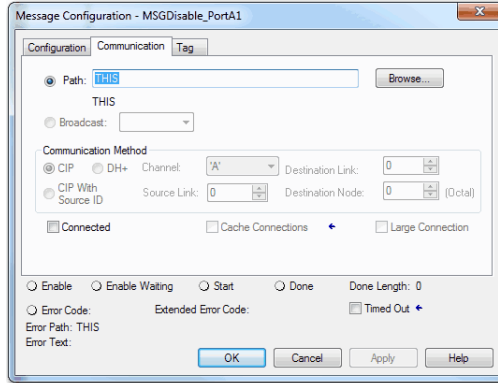 Message Configuration - MSGDisable_PortA1
Configuration Communication Tag
Path: THIS Browse...
THIS
Broadcast:
Communication Method
CIP DH+ Channel: 'A' Destination Link: 0
CIP With Source ID Source Link: 0 Destination Node: 0 (Octal)
Connected Cache Connections Large Connection
Enable Enable Waiting Start Done Done Length: 0
Error Code: Extended Error Code: Timed Out
Error Path: THIS
Error Text:
OK Cancel Apply Help